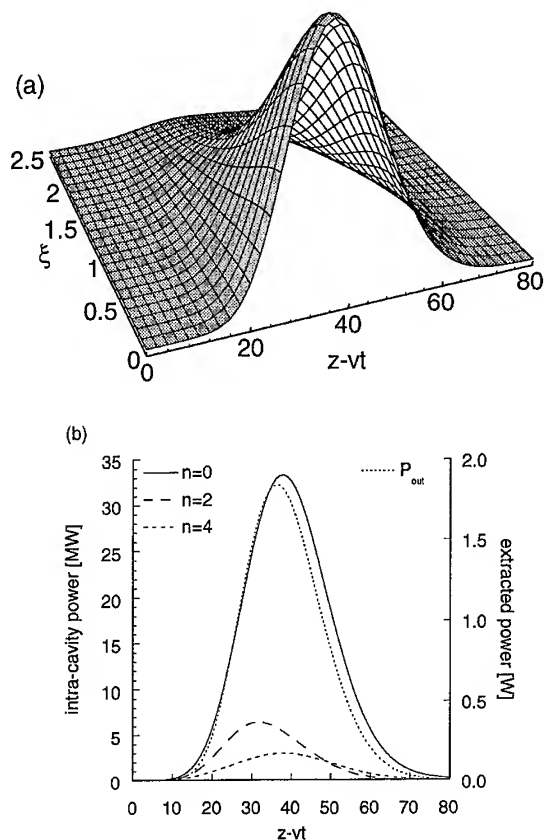 (a)
2.5
2
1.5
1
0.5
0
ξ
0
20
40
60
80
z-vt
(b)
n=0
n=2
n=4
P_out
35
30
25
20
15
10
5
0
intra-cavity power [MW]
2.0
1.5
1.0
0.5
0.0
extracted power [W]
0 10 20 30 40 50 60 70 80
z-vt